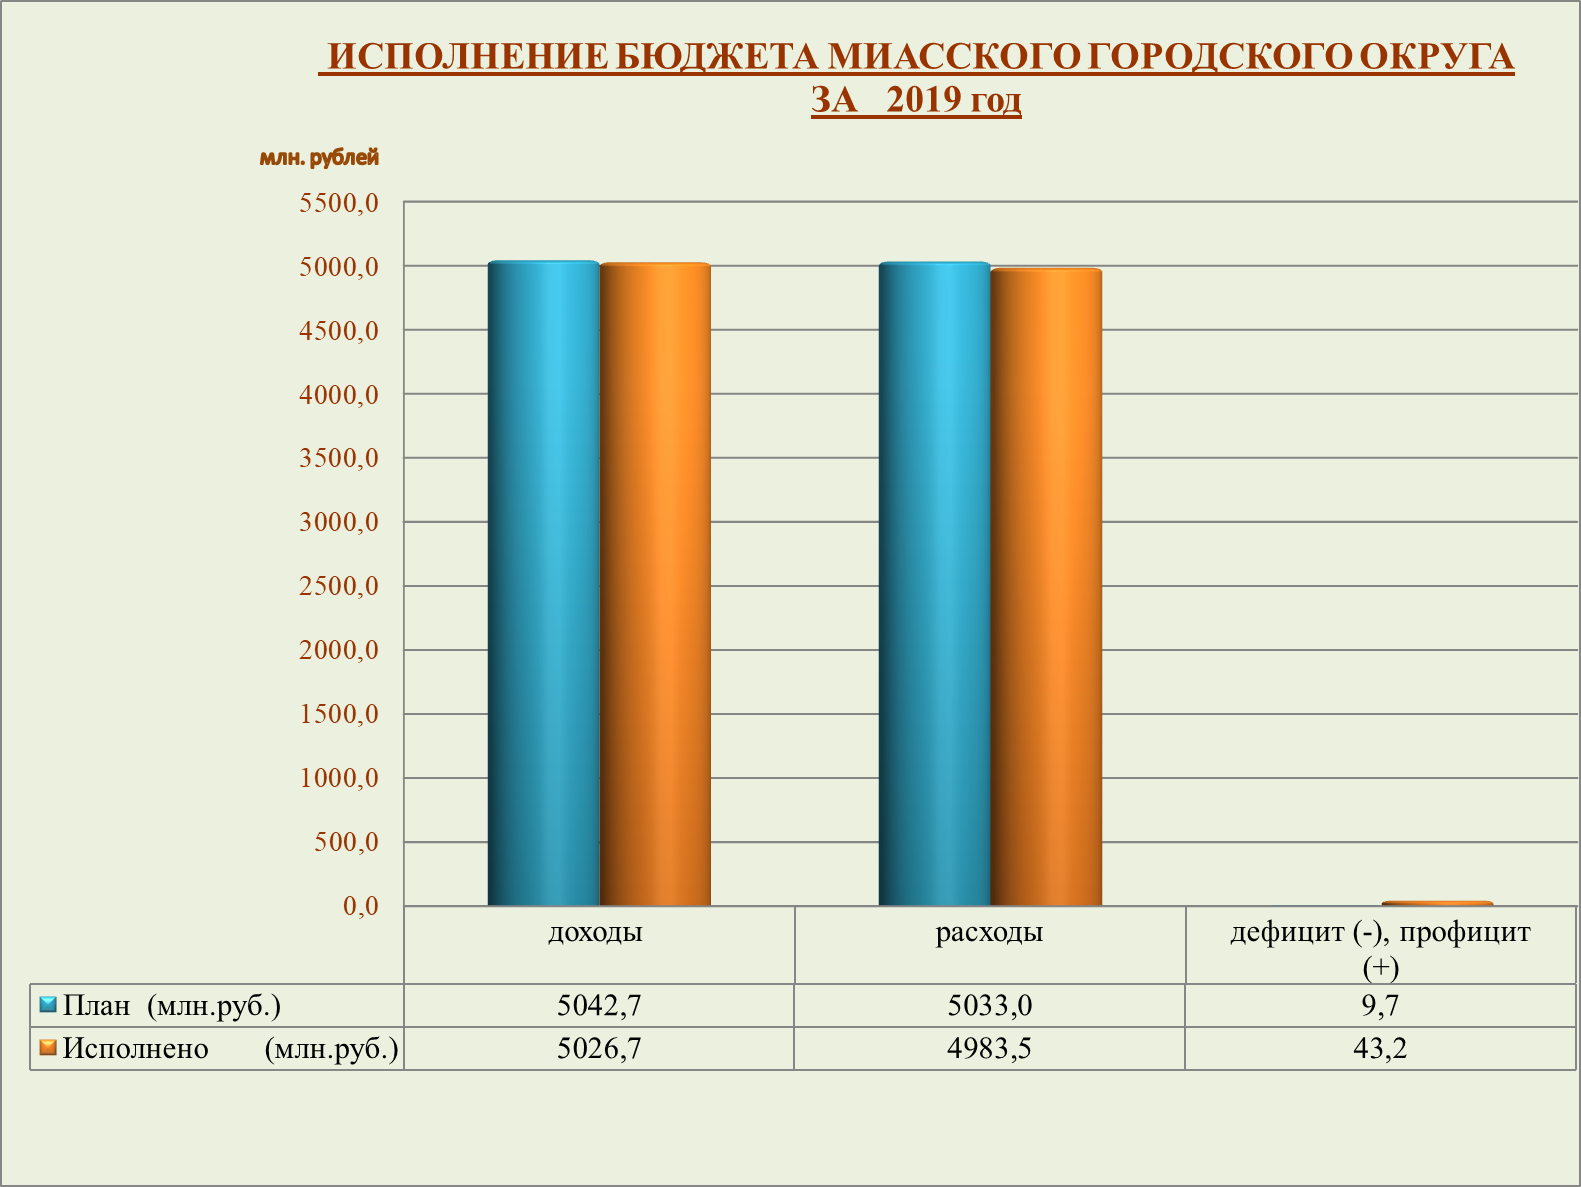 ИСПОЛНЕНИЕ БЮДЖЕТА МИАССКОГО ГОРОДСКОГО ОКРУГА
ЗА 2019 год
млн. рублей
5500,0
5000,0
4500,0
4000,0
3500,0
3000,0
2500,0
2000,0
1500,0
1000,0
500,0
0,0
доходы расходы дефицит (-), профицит
(+)
План (млн.руб.) 5042,7 5033,0 9,7
Исполнено (млн.руб.) 5026,7 4983,5 43,2